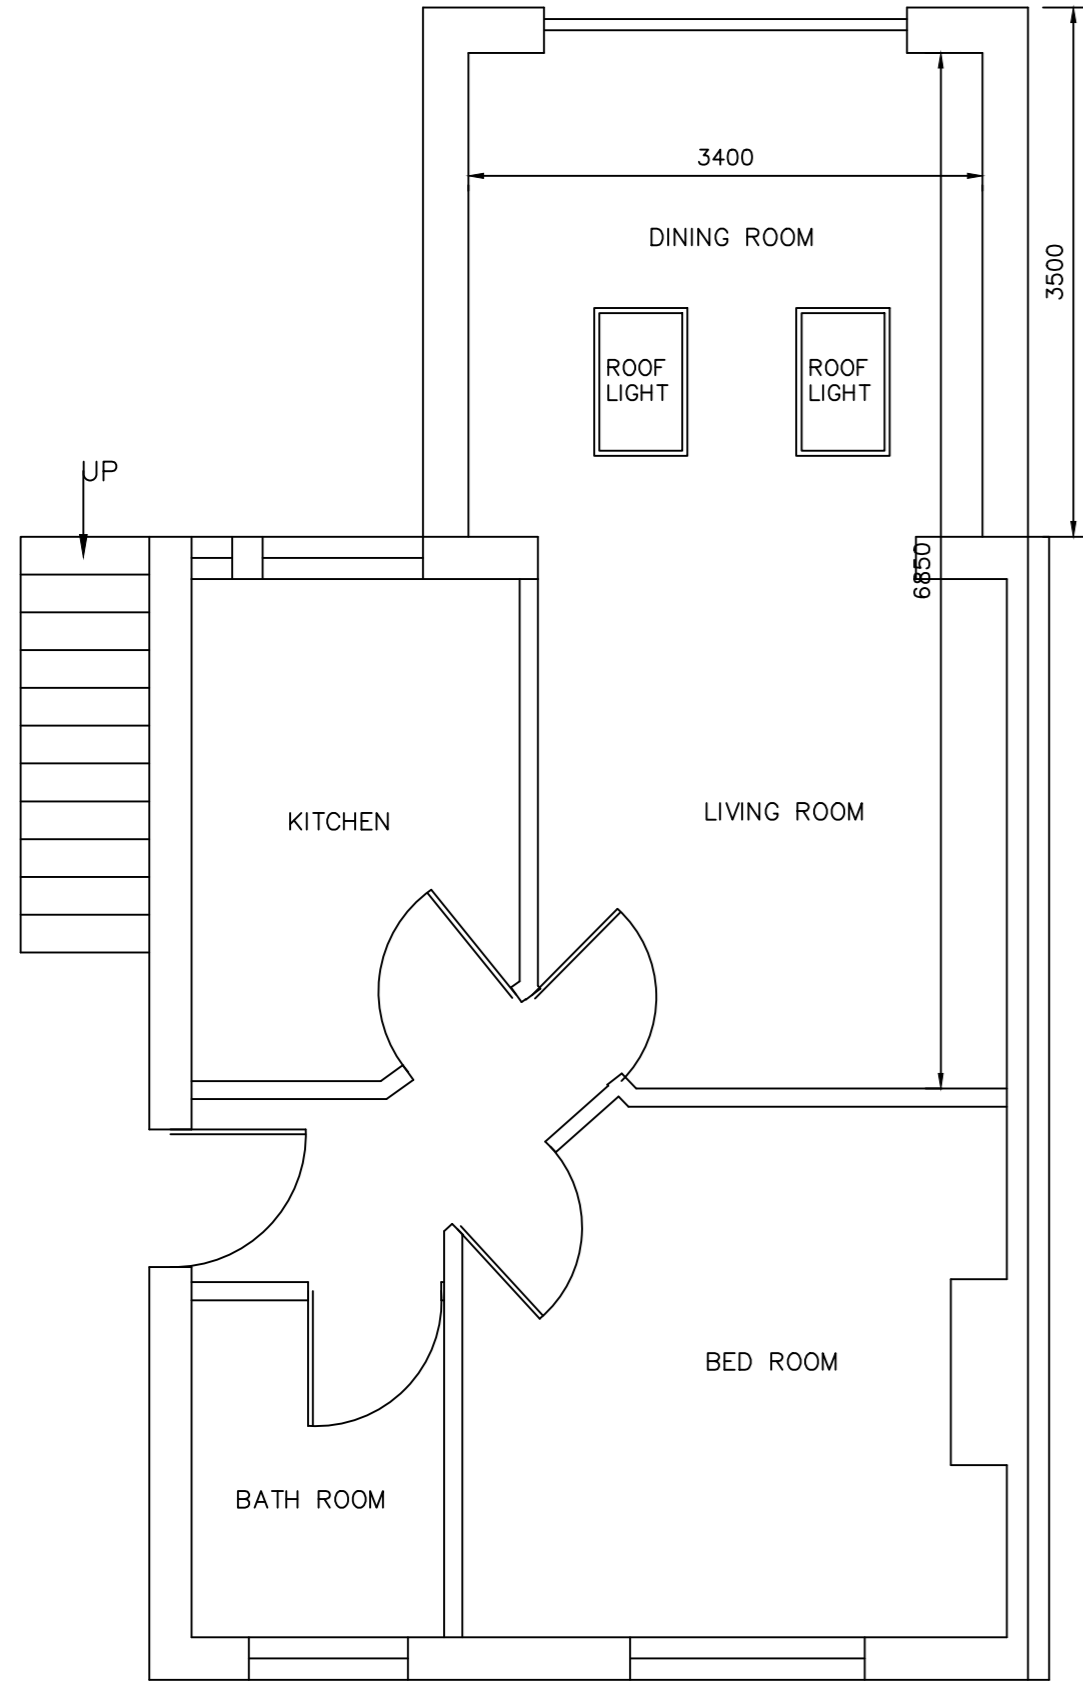 3400
DINING ROOM
3500
ROOF
LIGHT
ROOF
LIGHT
UP
6850
KITCHEN
LIVING ROOM
BED ROOM
BATH ROOM